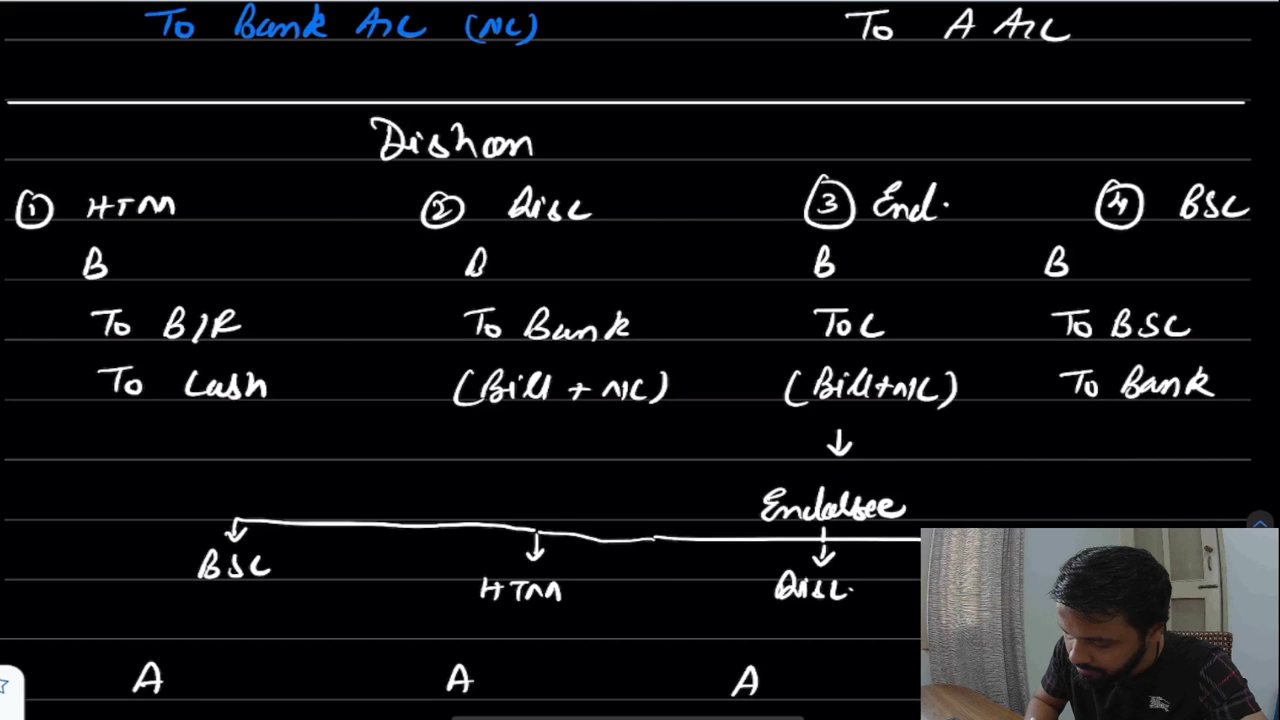 To Bank A/C (NC) To A A/C
Dishon
① HTM ② Disc ③ End. ④ BSC
B B B B
To B/R To Bank To C To BSC
To Cash (Bill + N/C) (Bill+N/C) To Bank
Endorsee
BSC HTM Disc.
A A A